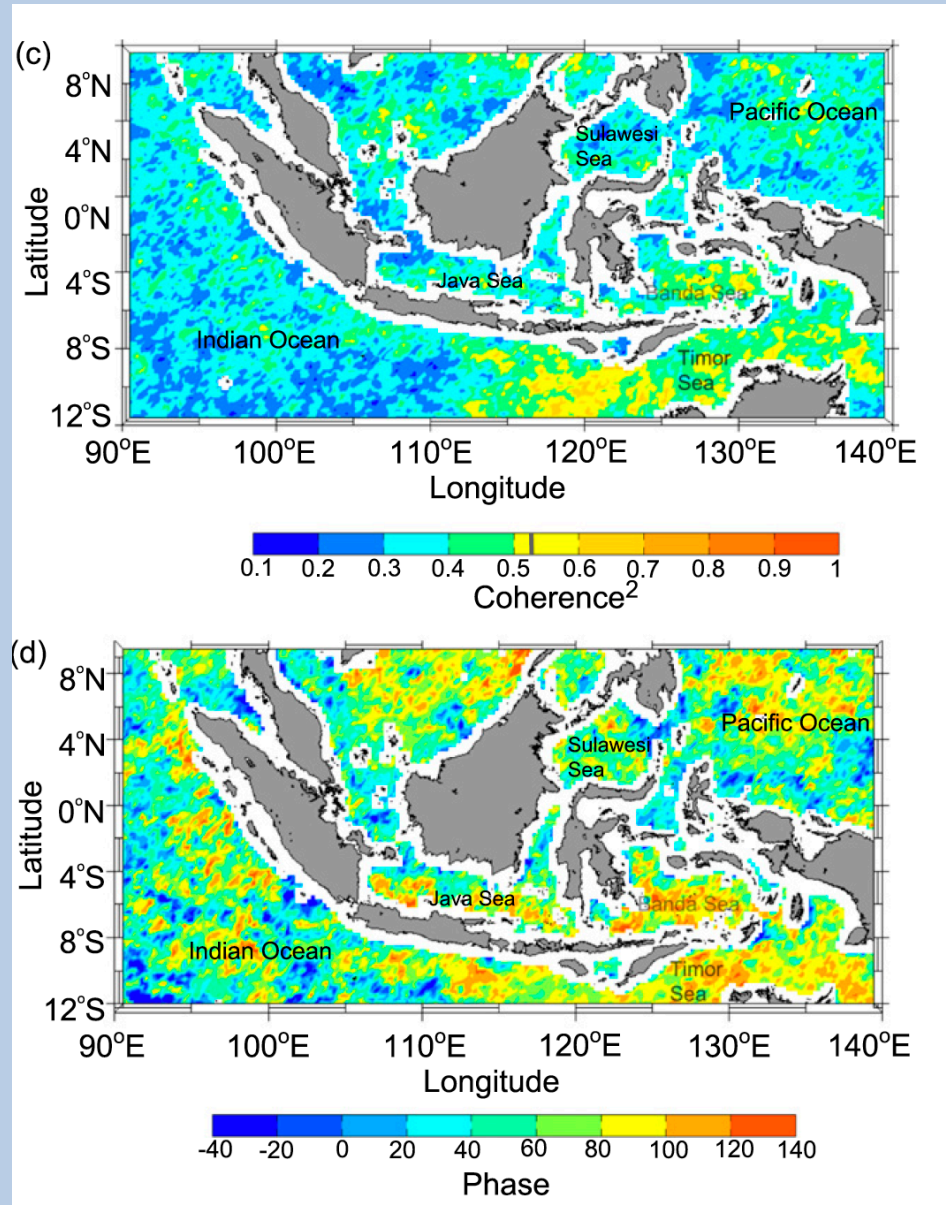 (c)
8°N
4°N
0°N
4°S
8°S
12°S
Latitude
Pacific Ocean
Sulawesi
Sea
Java Sea
Banda Sea
Indian Ocean
Timor
Sea
90°E 100°E 110°E 120°E 130°E 140°E
Longitude
0.1 0.2 0.3 0.4 0.5 0.6 0.7 0.8 0.9 1
Coherence²
(d)
8°N
4°N
0°N
4°S
8°S
12°S
Latitude
Pacific Ocean
Sulawesi
Sea
Java Sea
Banda Sea
Indian Ocean
Timor
Sea
90°E 100°E 110°E 120°E 130°E 140°E
Longitude
-40 -20 0 20 40 60 80 100 120 140
Phase